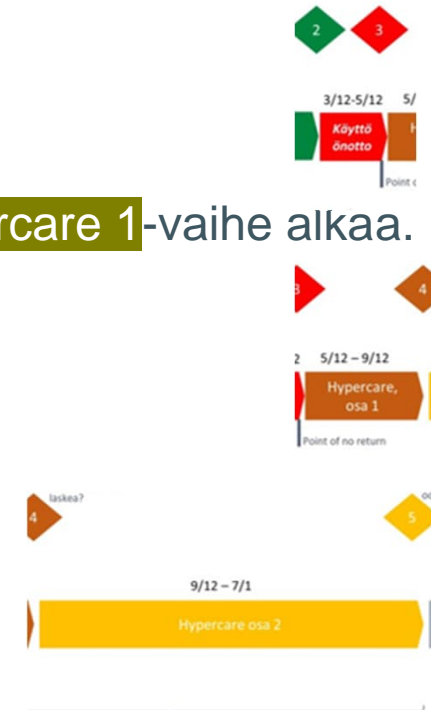 2 3
3/12-5/12 5/
Käyttö
önotto
Point
rcare 1-vaihe alkaa.
3 4
2 5/12 – 9/12
Hypercare,
osa 1
Point of no return
laskea?
4 5
9/12 – 7/1
Hypercare osa 2